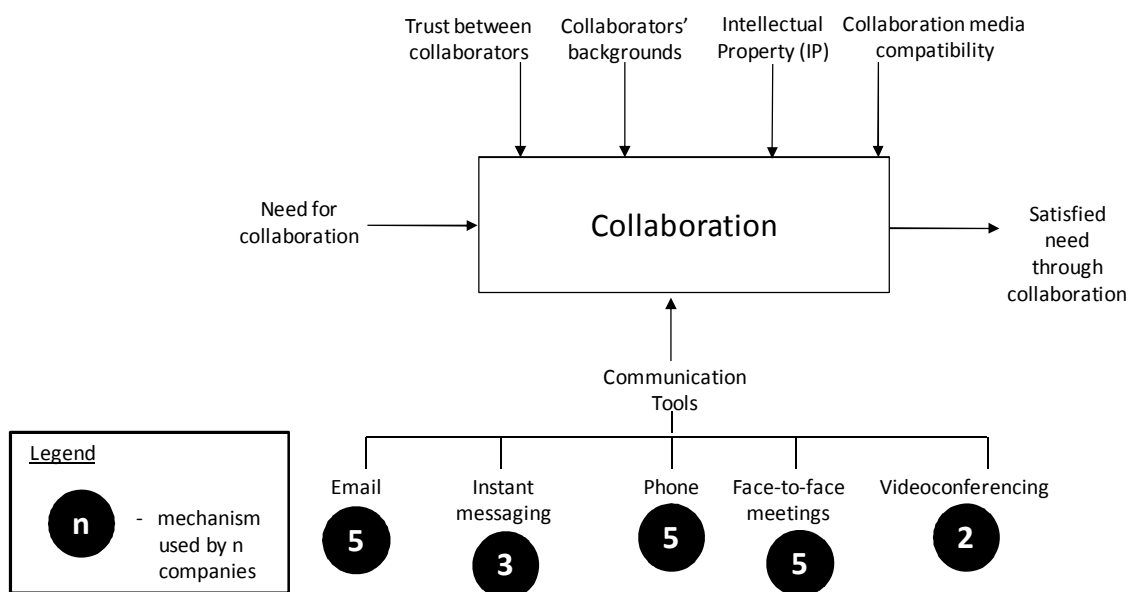 Trust between
collaborators
Collaborators’
backgrounds
Intellectual
Property (IP)
Collaboration media
compatibility
Need for
collaboration
Collaboration
Satisfied
need
through
collaboration
Communication
Tools
Legend
n
- mechanism
used by n
companies
Email
5
Instant
messaging
3
Phone
5
Face-to-face
meetings
5
Videoconferencing
2